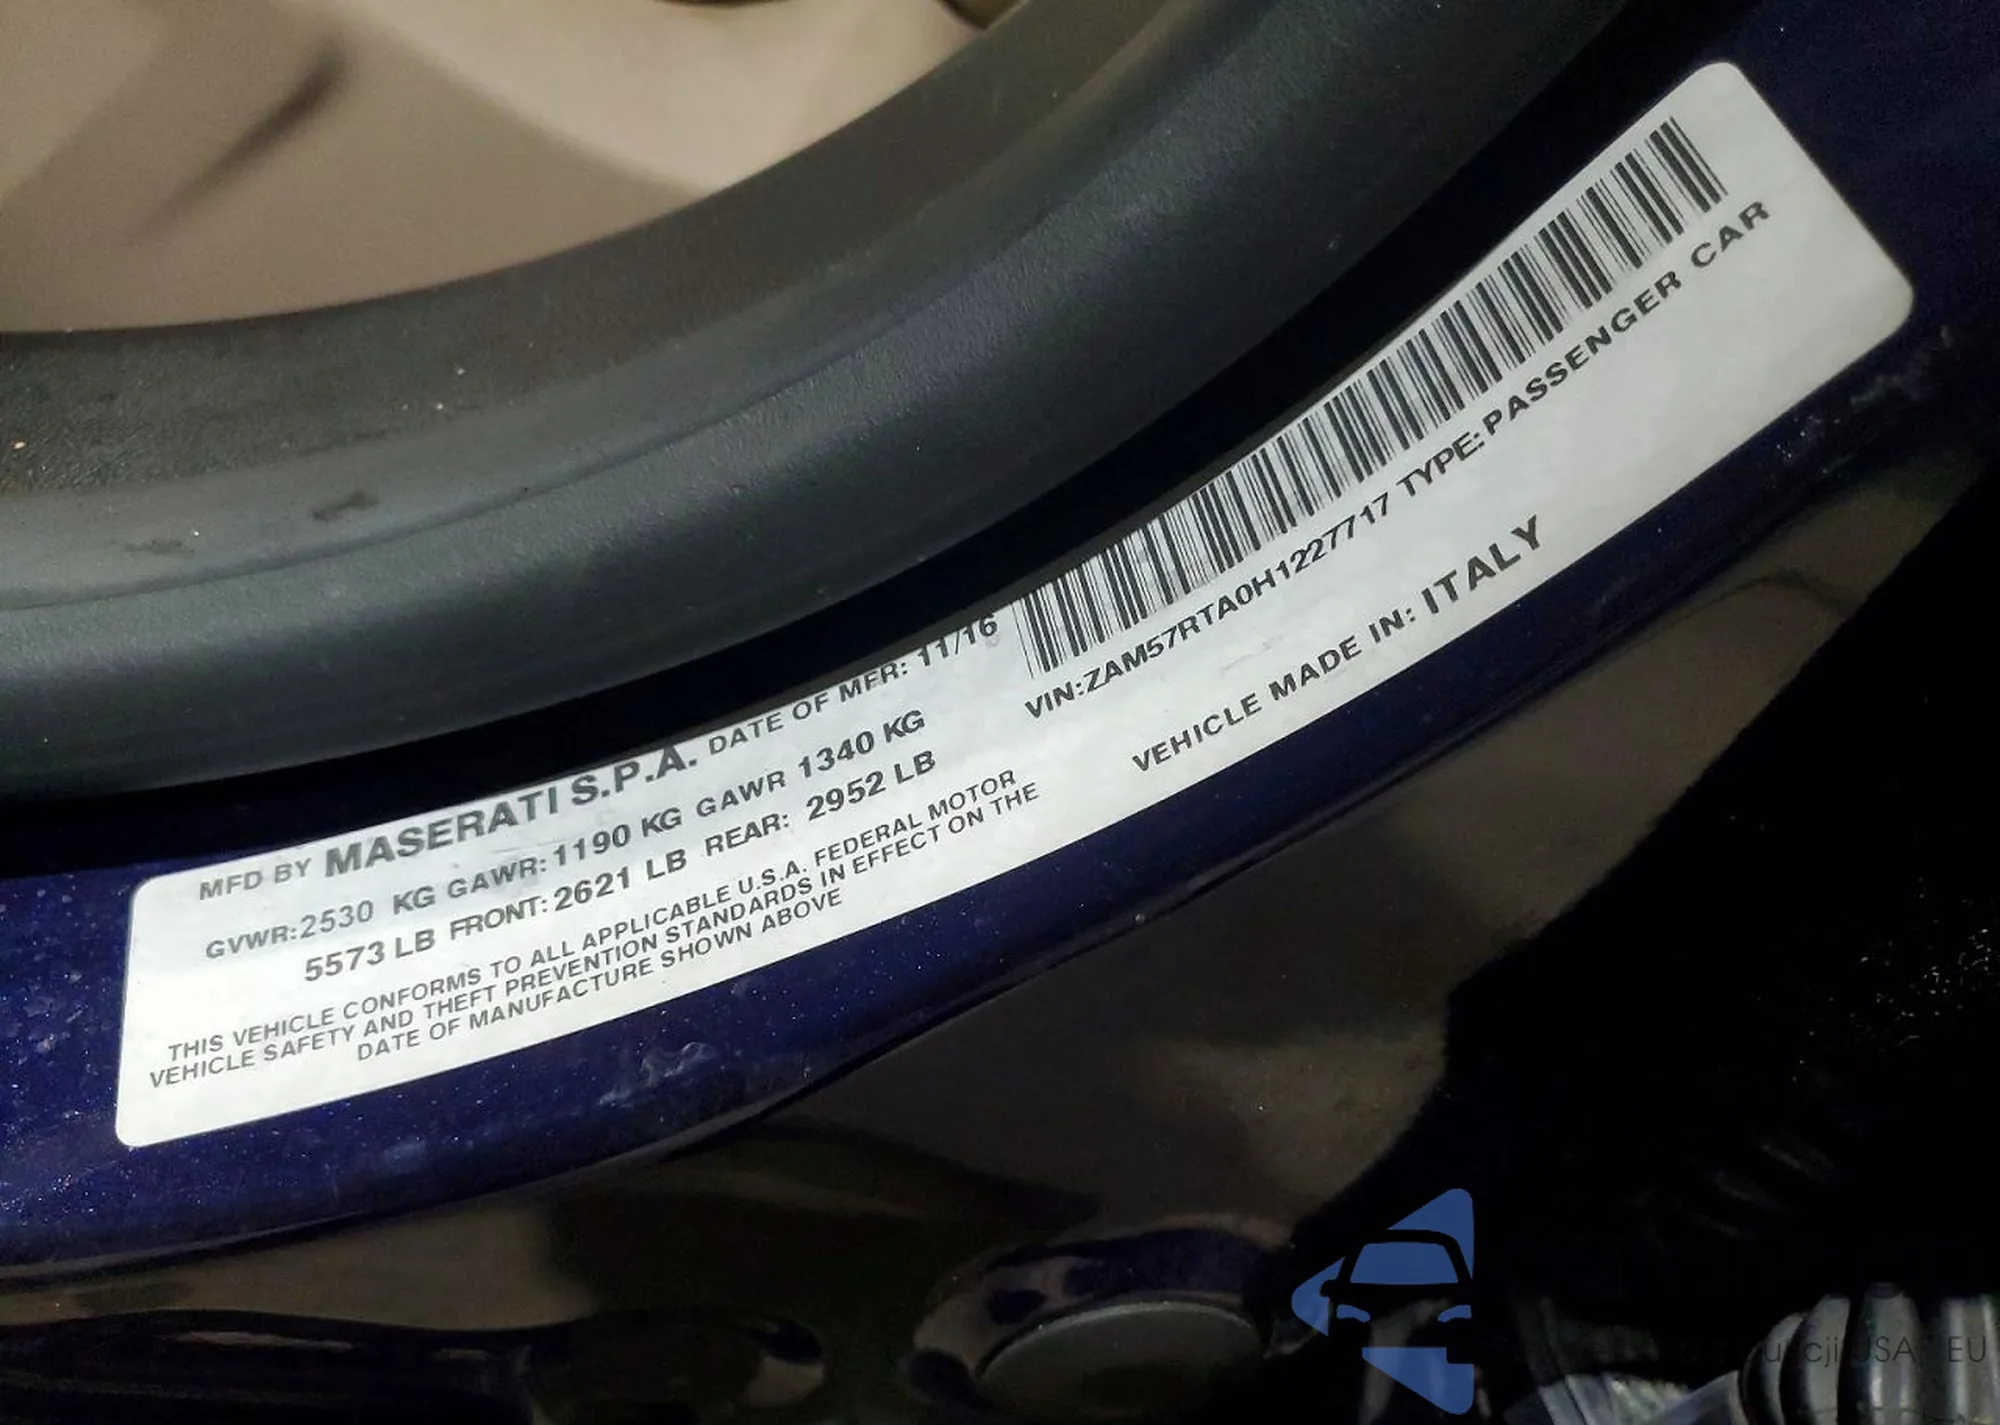 MFD BY MASERATI S.P.A. DATE OF MFR: 11/16
GVWR:2530 KG GAWR:1190 KG GAWR 1340 KG
5573 LB FRONT:2621 LB REAR: 2952 LB
THIS VEHICLE CONFORMS TO ALL APPLICABLE U.S.A. FEDERAL MOTOR
VEHICLE SAFETY AND THEFT PREVENTION STANDARDS IN EFFECT ON THE
DATE OF MANUFACTURE SHOWN ABOVE
VIN:ZAM57RTA0H1227717 TYPE:PASSENGER CAR
VEHICLE MADE IN: ITALY
EU